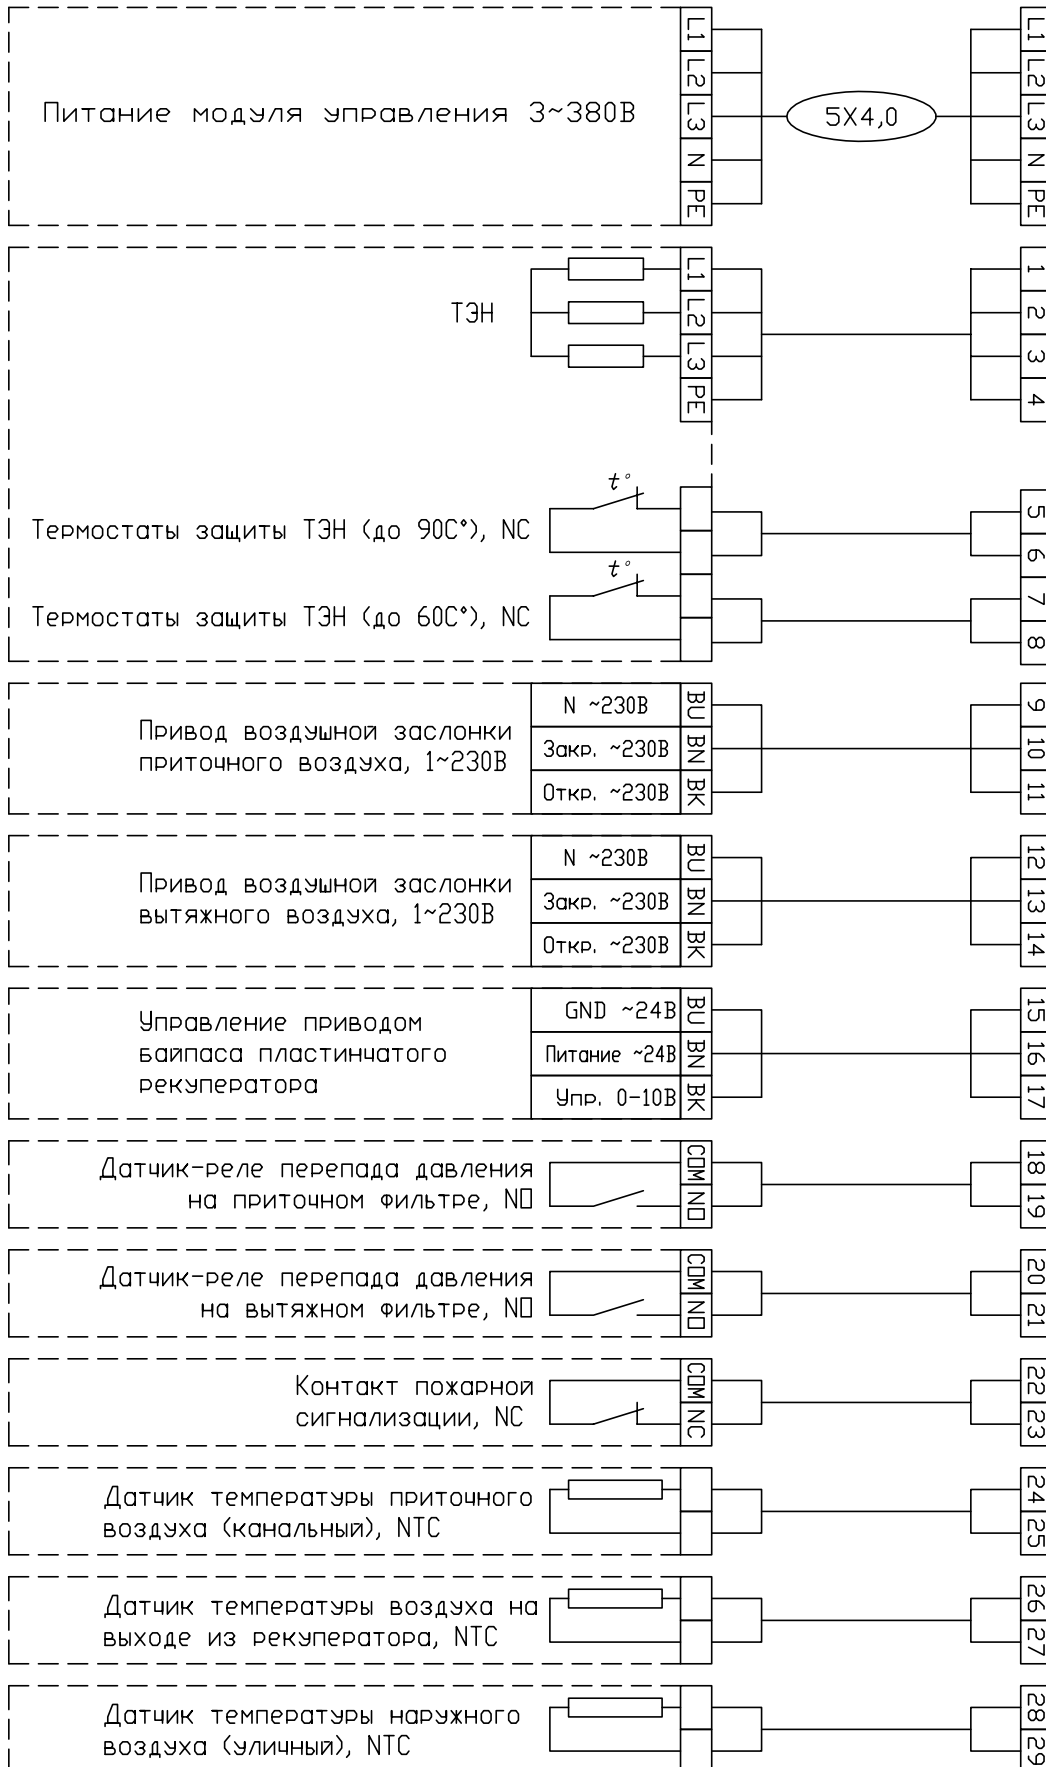 L1
L2
L3
N
PE
Питание модуля управления 3~380В
5X4,0
L1
L2
L3
N
PE
L1
L2
L3
PE
ТЭН
1
2
3
4
t°
Термостаты защиты ТЭН (до 90С°), NC
5
6
t°
Термостаты защиты ТЭН (до 60С°), NC
7
8
Привод воздушной заслонки
приточного воздуха, 1~230В
N ~230В
BU
Закр. ~230В
BN
Откр. ~230В
BK
9
10
11
Привод воздушной заслонки
вытяжного воздуха, 1~230В
N ~230В
BU
Закр. ~230В
BN
Откр. ~230В
BK
12
13
14
Управление приводом
байпаса пластинчатого
рекуператора
GND ~24В
BU
Питание ~24В
BN
Упр. 0-10В
BK
15
16
17
Датчик-реле перепада давления
на приточном фильтре, NO
COM
NO
18
19
Датчик-реле перепада давления
на вытяжном фильтре, NO
COM
NO
20
21
Контакт пожарной
сигнализации, NC
COM
NC
22
23
Датчик температуры приточного
воздуха (канальный), NTC
24
25
Датчик температуры воздуха на
выходе из рекуператора, NTC
26
27
Датчик температуры наружного
воздуха (уличный), NTC
28
29